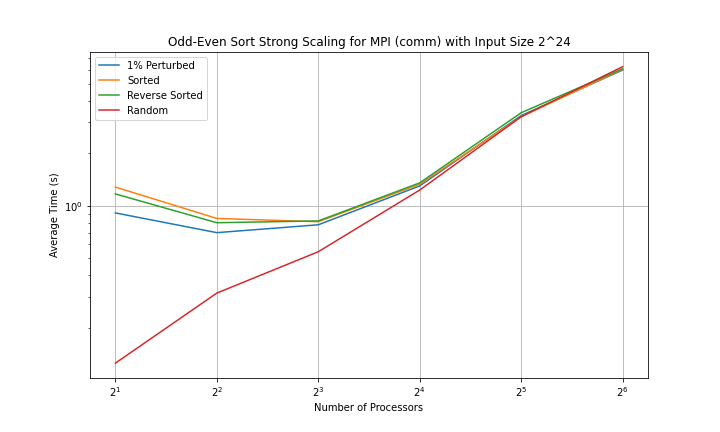 Odd-Even Sort Strong Scaling for MPI (comm) with Input Size 2^24
1% Perturbed
Sorted
Reverse Sorted
Random
Average Time (s)
10⁰
2¹ 2² 2³ 2⁴ 2⁵ 2⁶
Number of Processors